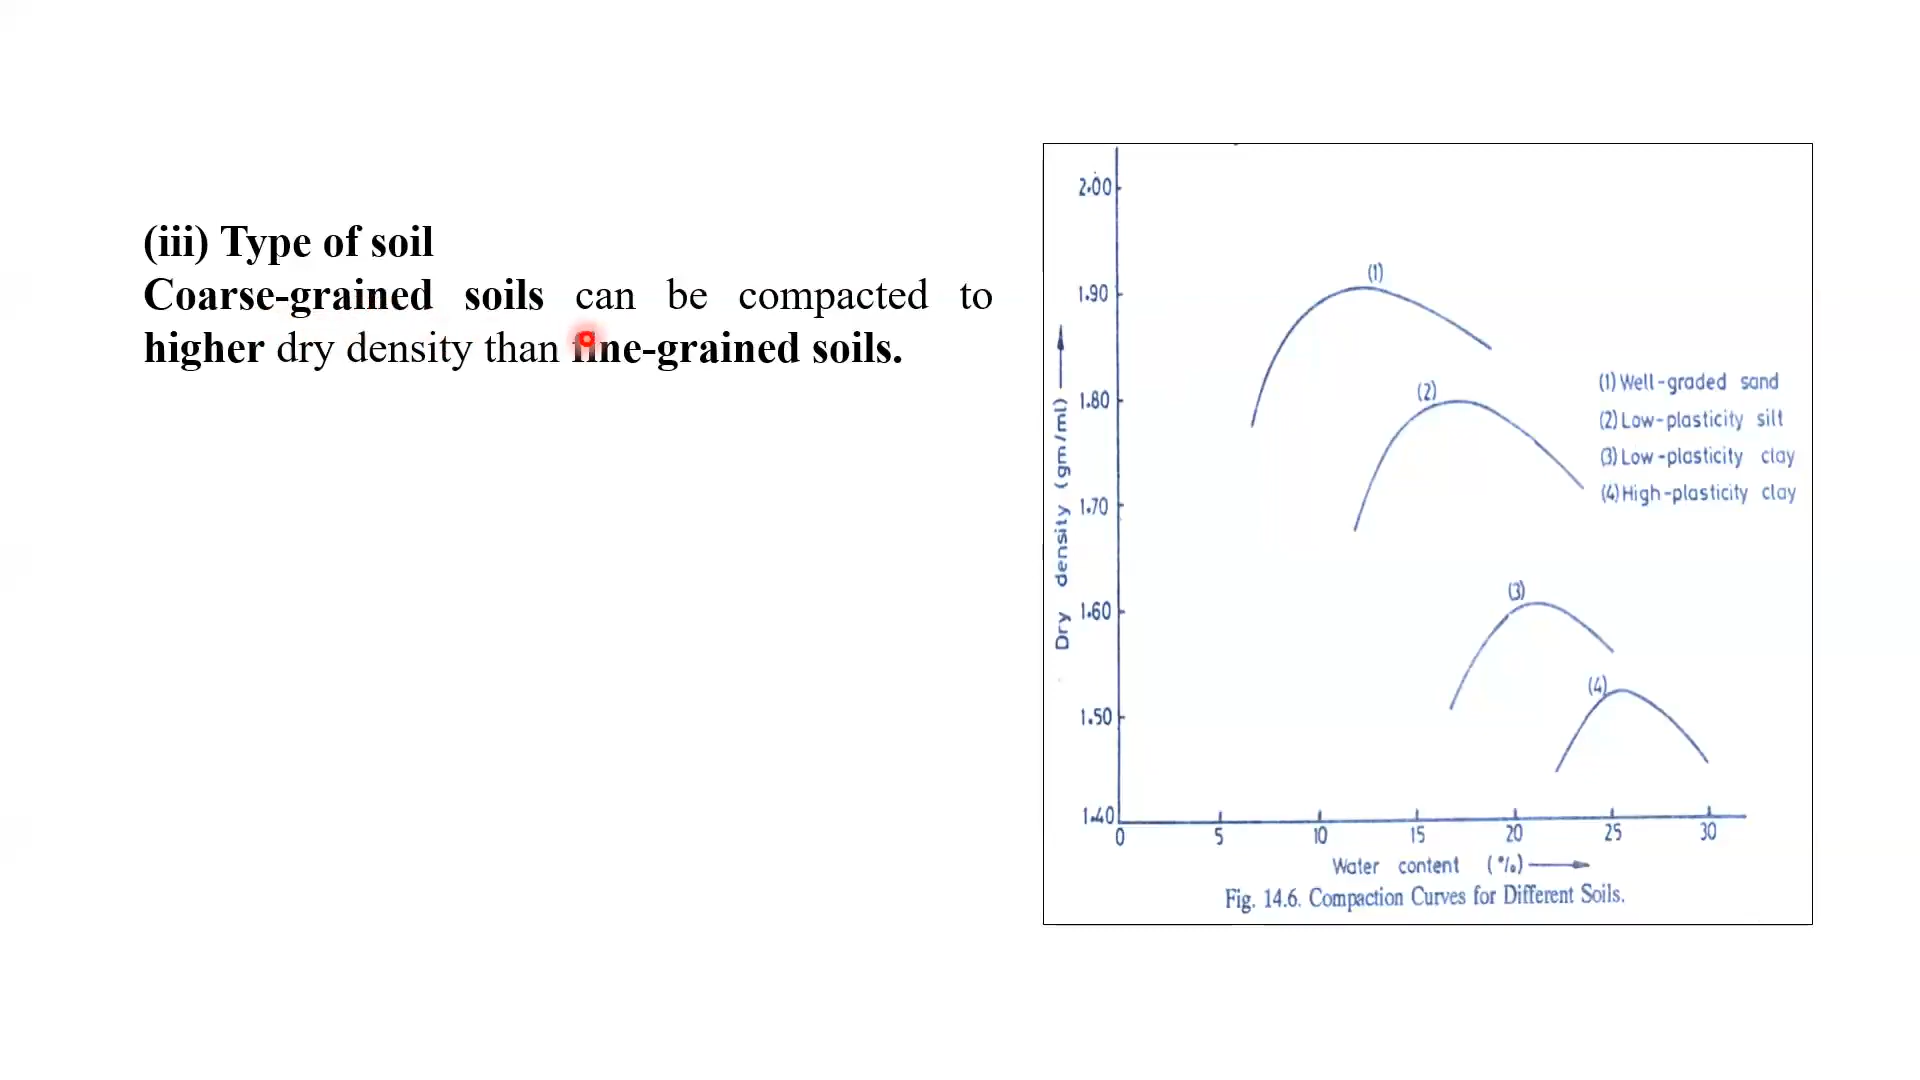 (iii) Type of soil
Coarse-grained soils can be compacted to
higher dry density than fine-grained soils.
2.00
1.90
1.80
1.70
1.60
1.50
1.40
Dry density (gm/ml)
(1)
(2)
(3)
(4)
(1) Well-graded sand
(2) Low-plasticity silt
(3) Low-plasticity clay
(4) High-plasticity clay
0 5 10 15 20 25 30
Water content (%)
Fig. 14.6. Compaction Curves for Different Soils.